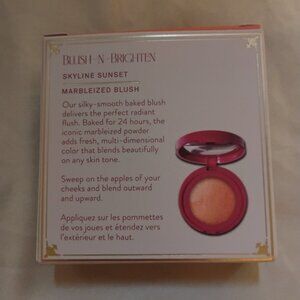 BLUSH-N-BRIGHTEN
SKYLINE SUNSET
MARBLEIZED BLUSH
Our silky-smooth baked blush
delivers the perfect radiant
flush. Baked for 24 hours, the
iconic marbleized powder
adds fresh, multi-dimensional
color that blends beautifully
on any skin tone.
Sweep on the apples of your
cheeks and blend outward
and upward.
Appliquez sur les pommettes
de vos joues et étendez vers
l'extérieur et le haut.